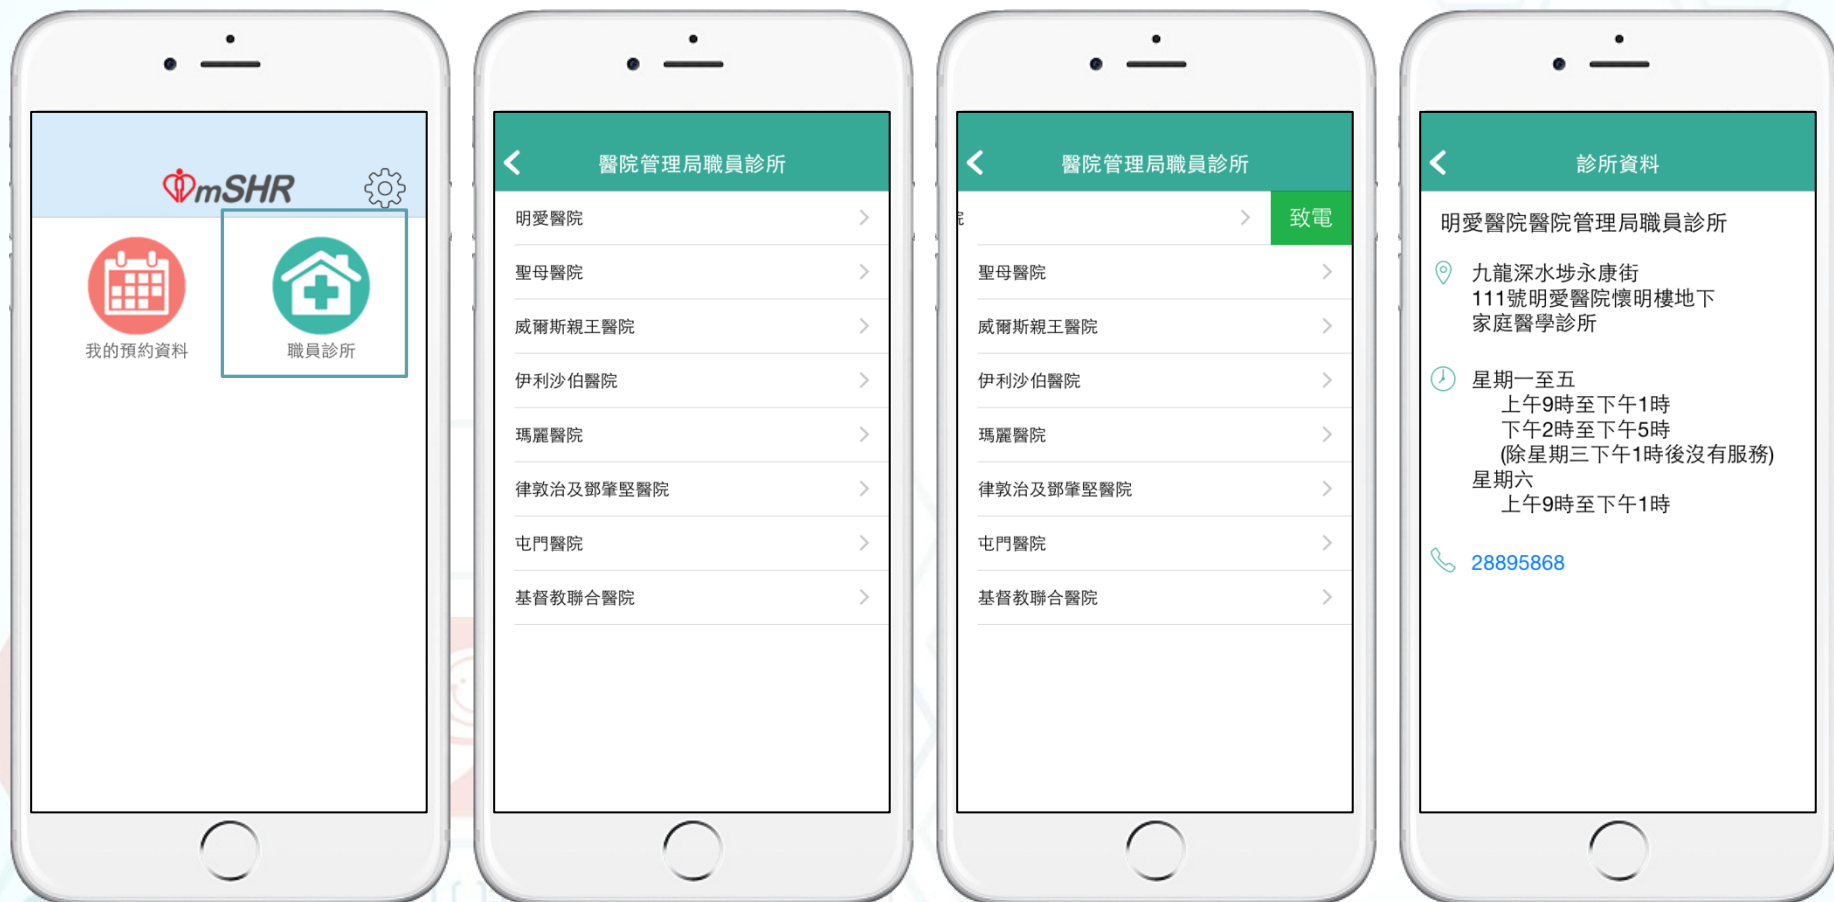 mSHR
我的預約資料
職員診所
醫院管理局職員診所
明愛醫院
聖母醫院
威爾斯親王醫院
伊利沙伯醫院
瑪麗醫院
律敦治及鄧肇堅醫院
屯門醫院
基督教聯合醫院
醫院管理局職員診所
致電
聖母醫院
威爾斯親王醫院
伊利沙伯醫院
瑪麗醫院
律敦治及鄧肇堅醫院
屯門醫院
基督教聯合醫院
診所資料
明愛醫院醫院管理局職員診所
九龍深水埗永康街
111號明愛醫院懷明樓地下
家庭醫學診所
星期一至五
上午9時至下午1時
下午2時至下午5時
(除星期三下午1時後沒有服務)
星期六
上午9時至下午1時
28895868